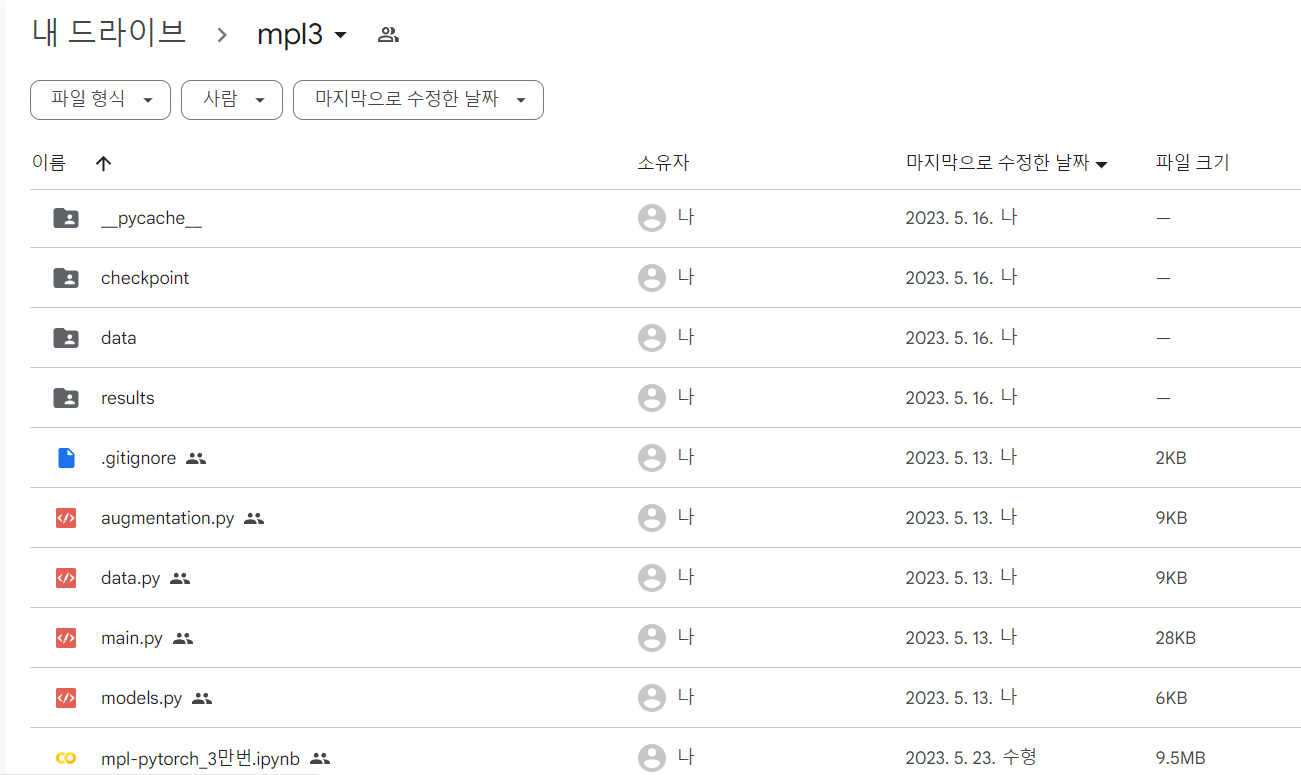 내 드라이브 > mpl3
파일 형식 사람 마지막으로 수정한 날짜
이름 소유자 마지막으로 수정한 날짜 파일 크기
__pycache__ 나 2023. 5. 16. 나 —
checkpoint 나 2023. 5. 16. 나 —
data 나 2023. 5. 16. 나 —
results 나 2023. 5. 16. 나 —
.gitignore 나 2023. 5. 13. 나 2KB
augmentation.py 나 2023. 5. 13. 나 9KB
data.py 나 2023. 5. 13. 나 9KB
main.py 나 2023. 5. 13. 나 28KB
models.py 나 2023. 5. 13. 나 6KB
mpl-pytorch_3만번.ipynb 나 2023. 5. 23. 수형 9.5MB